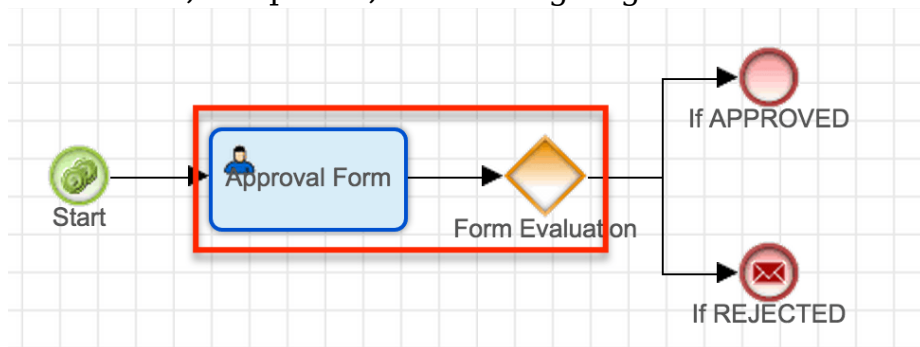 Start
Approval Form
Form Evaluation
If APPROVED
If REJECTED